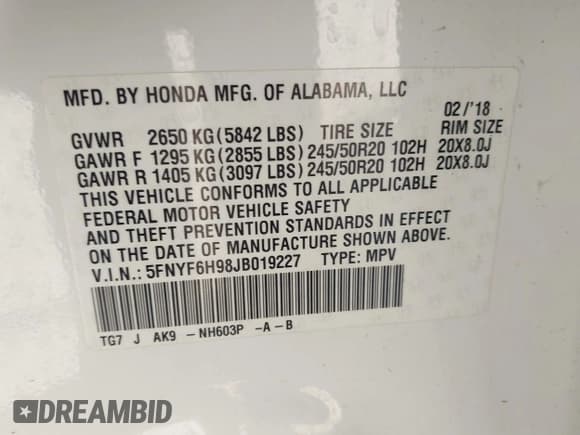 MFD. BY HONDA MFG. OF ALABAMA, LLC
02/'18
GVWR 2650 KG(5842 LBS) TIRE SIZE RIM SIZE
GAWR F 1295 KG(2855 LBS) 245/50R20 102H 20X8.0J
GAWR R 1405 KG(3097 LBS) 245/50R20 102H 20X8.0J
THIS VEHICLE CONFORMS TO ALL APPLICABLE
FEDERAL MOTOR VEHICLE SAFETY
AND THEFT PREVENTION STANDARDS IN EFFECT
ON THE DATE OF MANUFACTURE SHOWN ABOVE.
V.I.N.: 5FNYF6H98JB019227 TYPE: MPV
TG7 J AK9 -NH603P -A-B
DREAMBID